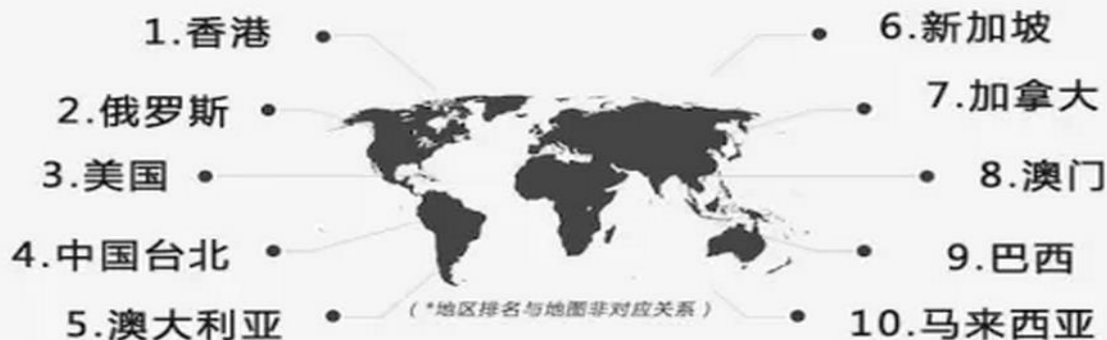 1.香港
2.俄罗斯
3.美国
4.中国台北
5.澳大利亚
6.新加坡
7.加拿大
8.澳门
9.巴西
10.马来西亚
（*地区排名与地图非对应关系）